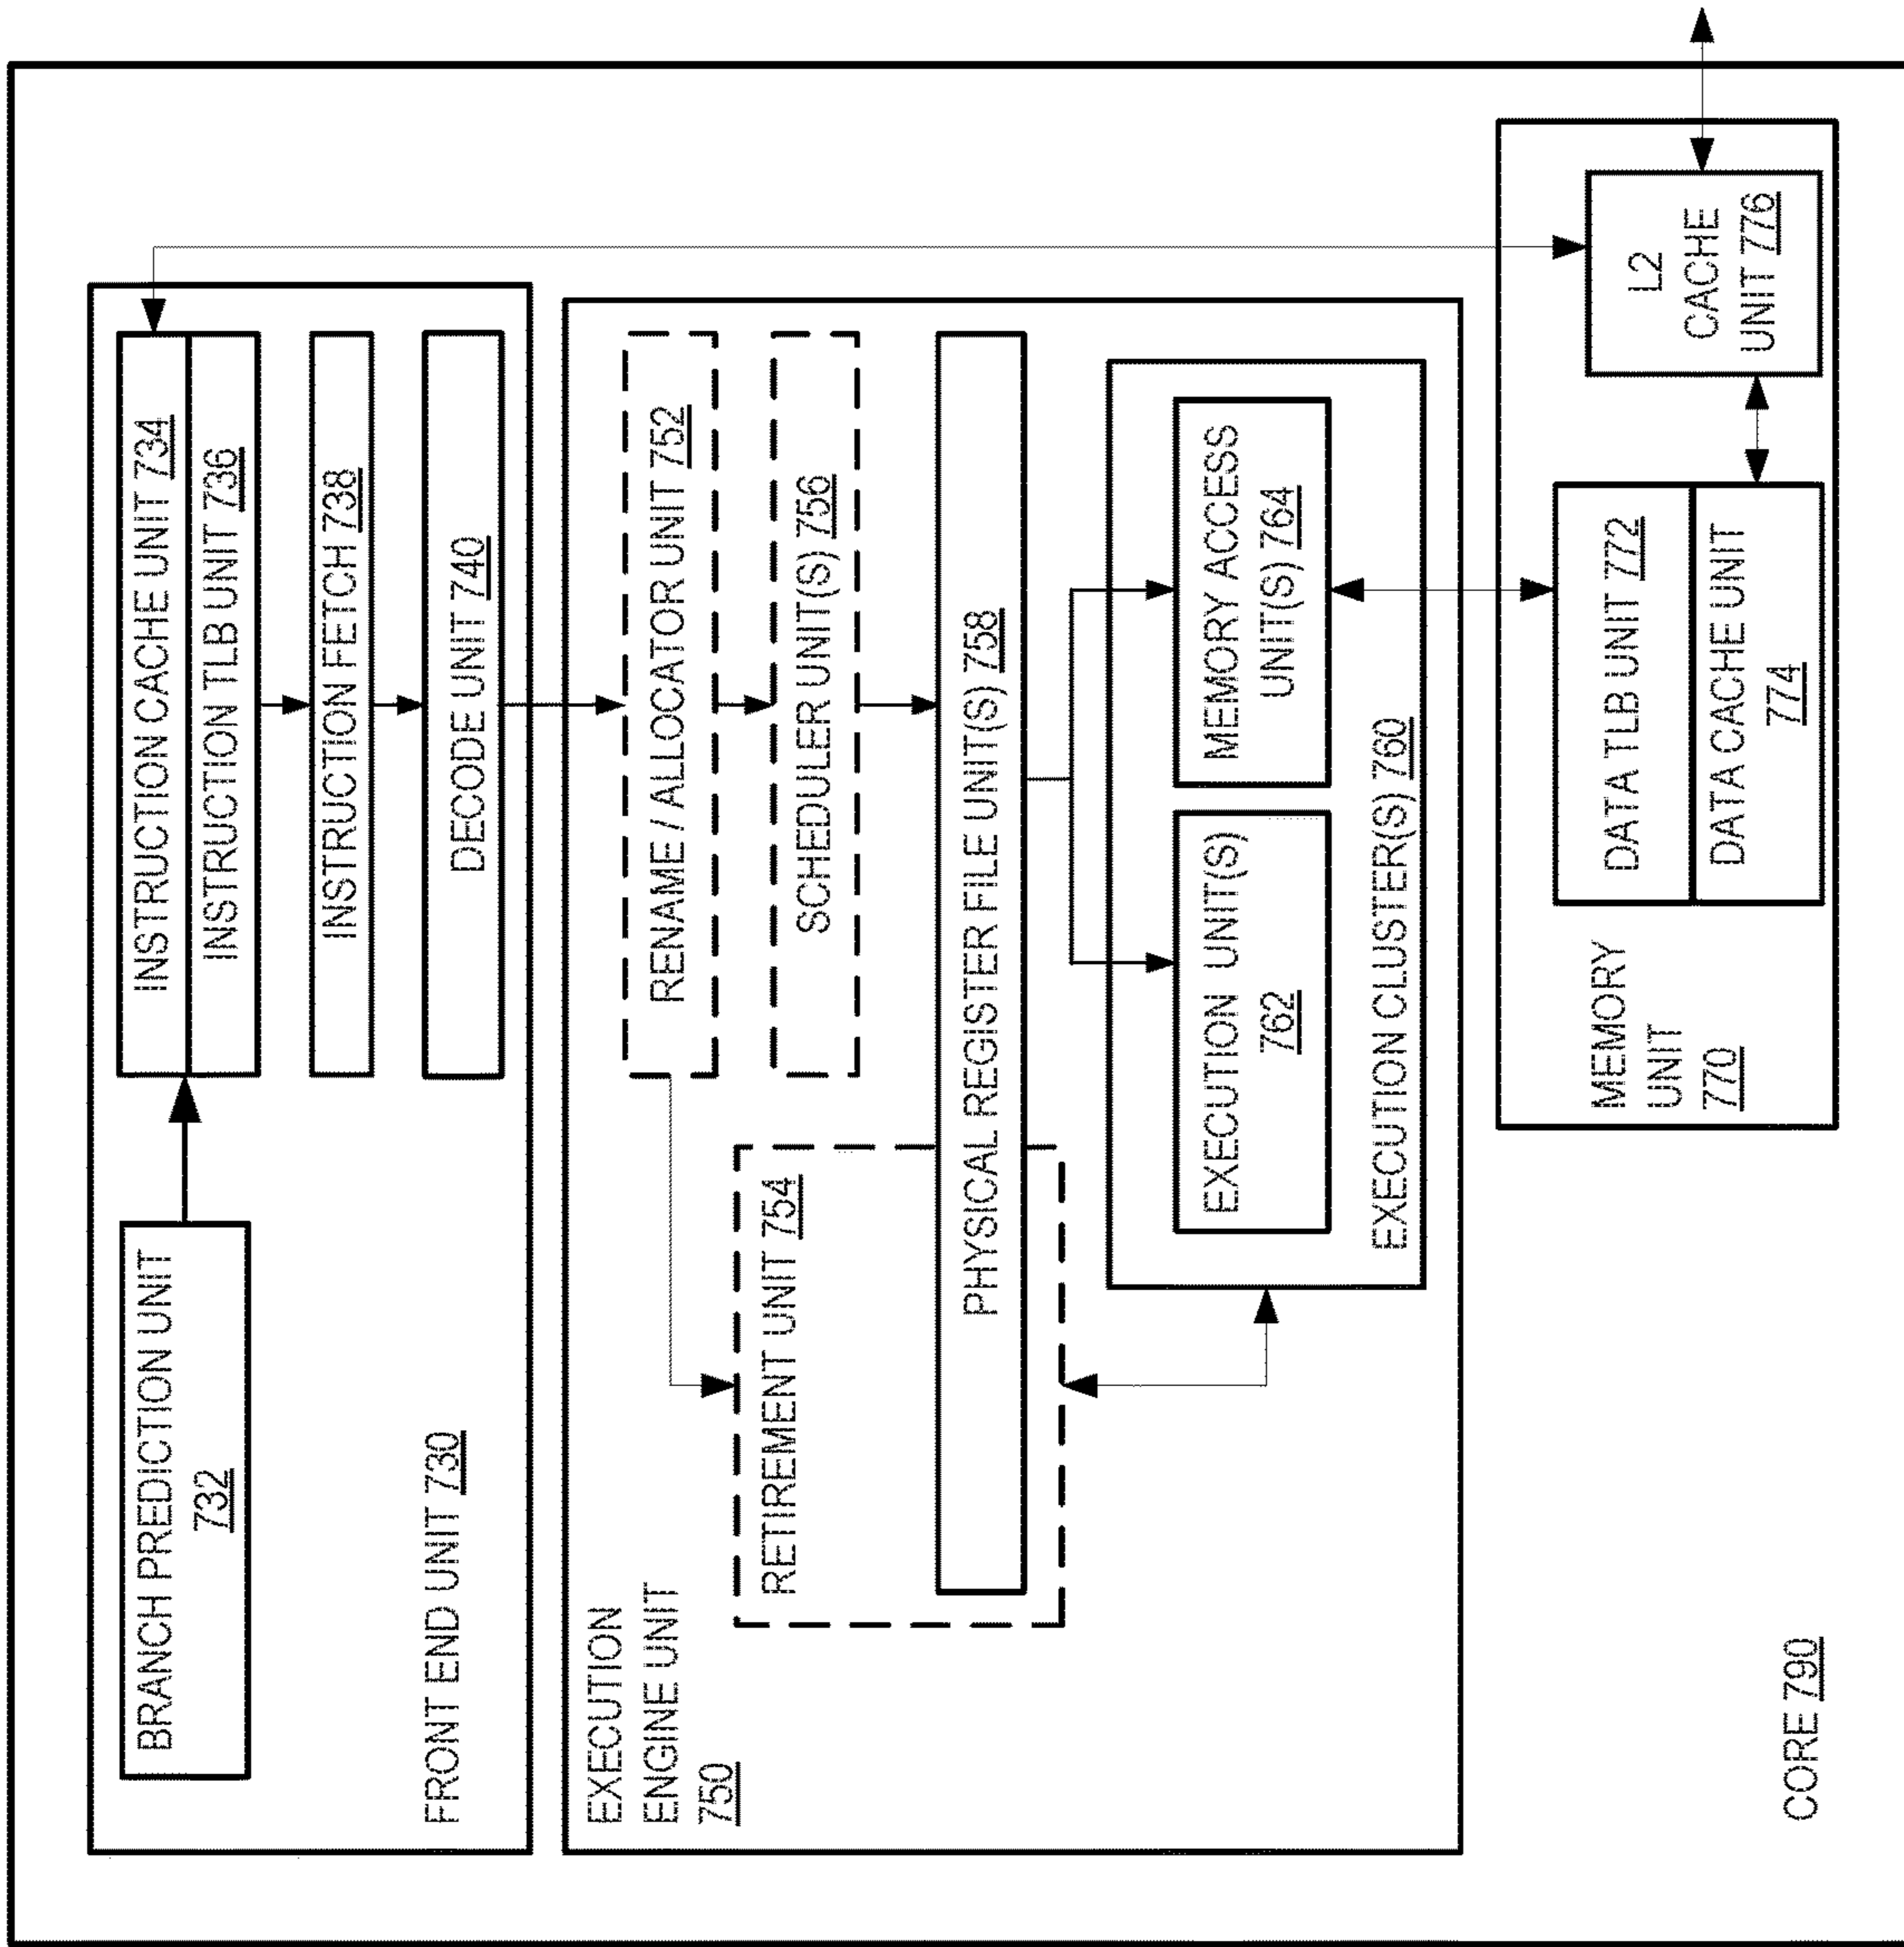 BRANCH PREDICTION UNIT
732
INSTRUCTION CACHE UNIT 734
INSTRUCTION TLB UNIT 736
INSTRUCTION FETCH 738
DECODE UNIT 740
FRONT END UNIT 730
EXECUTION
ENGINE UNIT
750
RENAME / ALLOCATOR UNIT 752
RETIREMENT UNIT 754
SCHEDULER UNIT(S) 756
PHYSICAL REGISTER FILE UNIT(S) 758
EXECUTION UNIT(S)
762
MEMORY ACCESS
UNIT(S) 764
EXECUTION CLUSTER(S) 760
MEMORY
UNIT
770
DATA TLB UNIT 772
DATA CACHE UNIT
774
L2
CACHE
UNIT 776
CORE 790